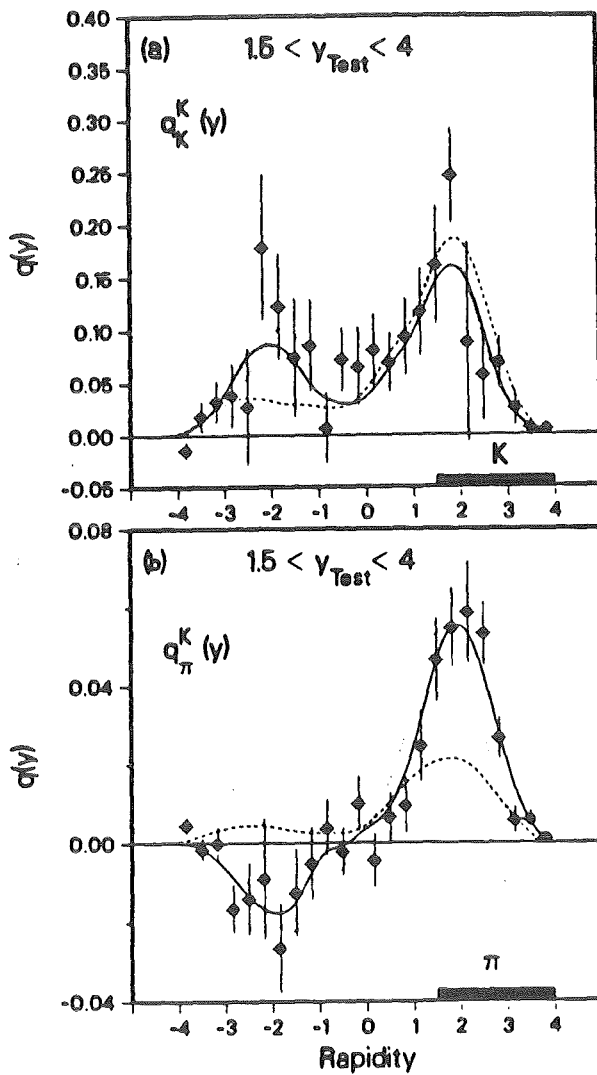 0.40
(a) 1.5 < y_Test < 4
0.35
0.30
q_K^K (y)
0.25
0.20
q(y)
0.15
0.10
0.05
0.00
K
-0.05
-4 -3 -2 -1 0 1 2 3 4
0.08
(b) 1.5 < y_Test < 4
q_π^K (y)
0.04
q(y)
0.00
π
-0.04
-4 -3 -2 -1 0 1 2 3 4
Rapidity